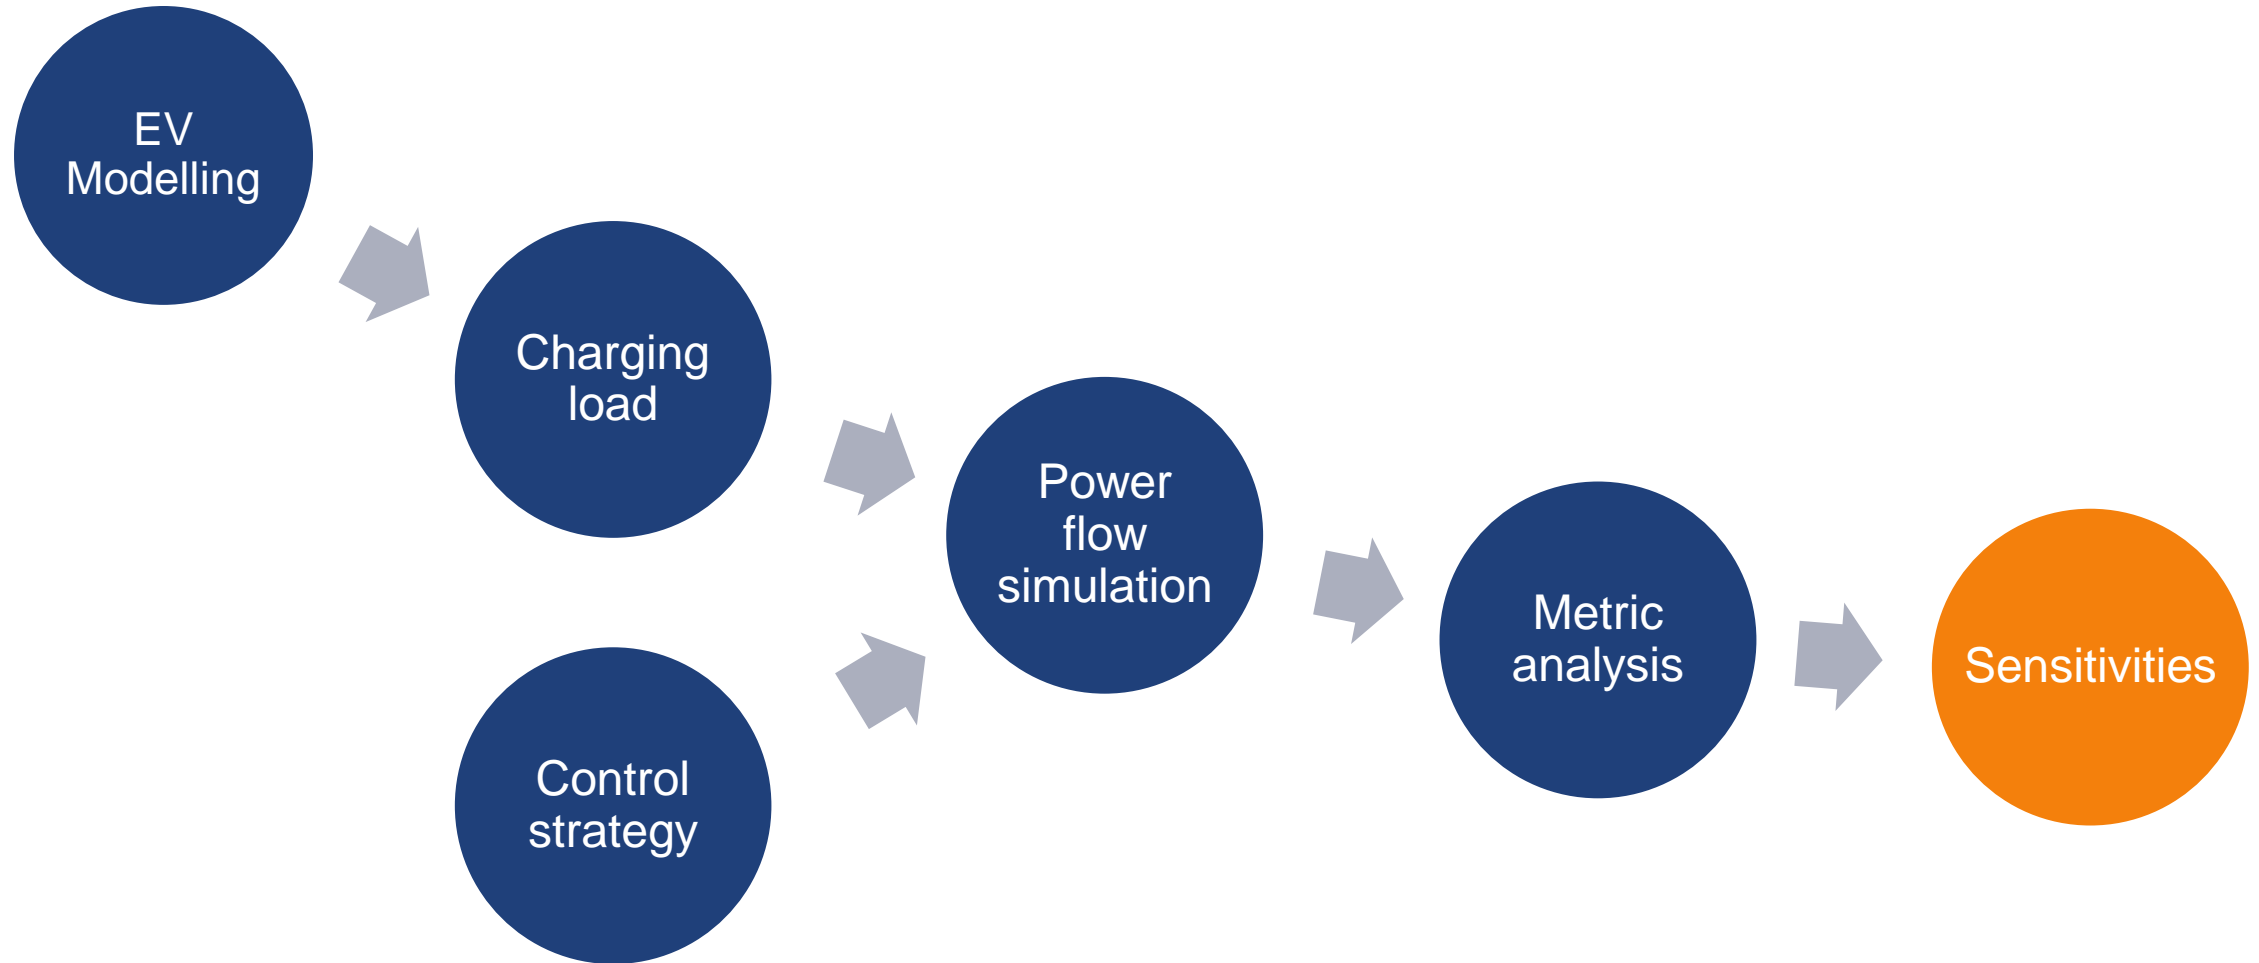 EV
Modelling
Charging
load
Control
strategy
Power
flow
simulation
Metric
analysis
Sensitivities